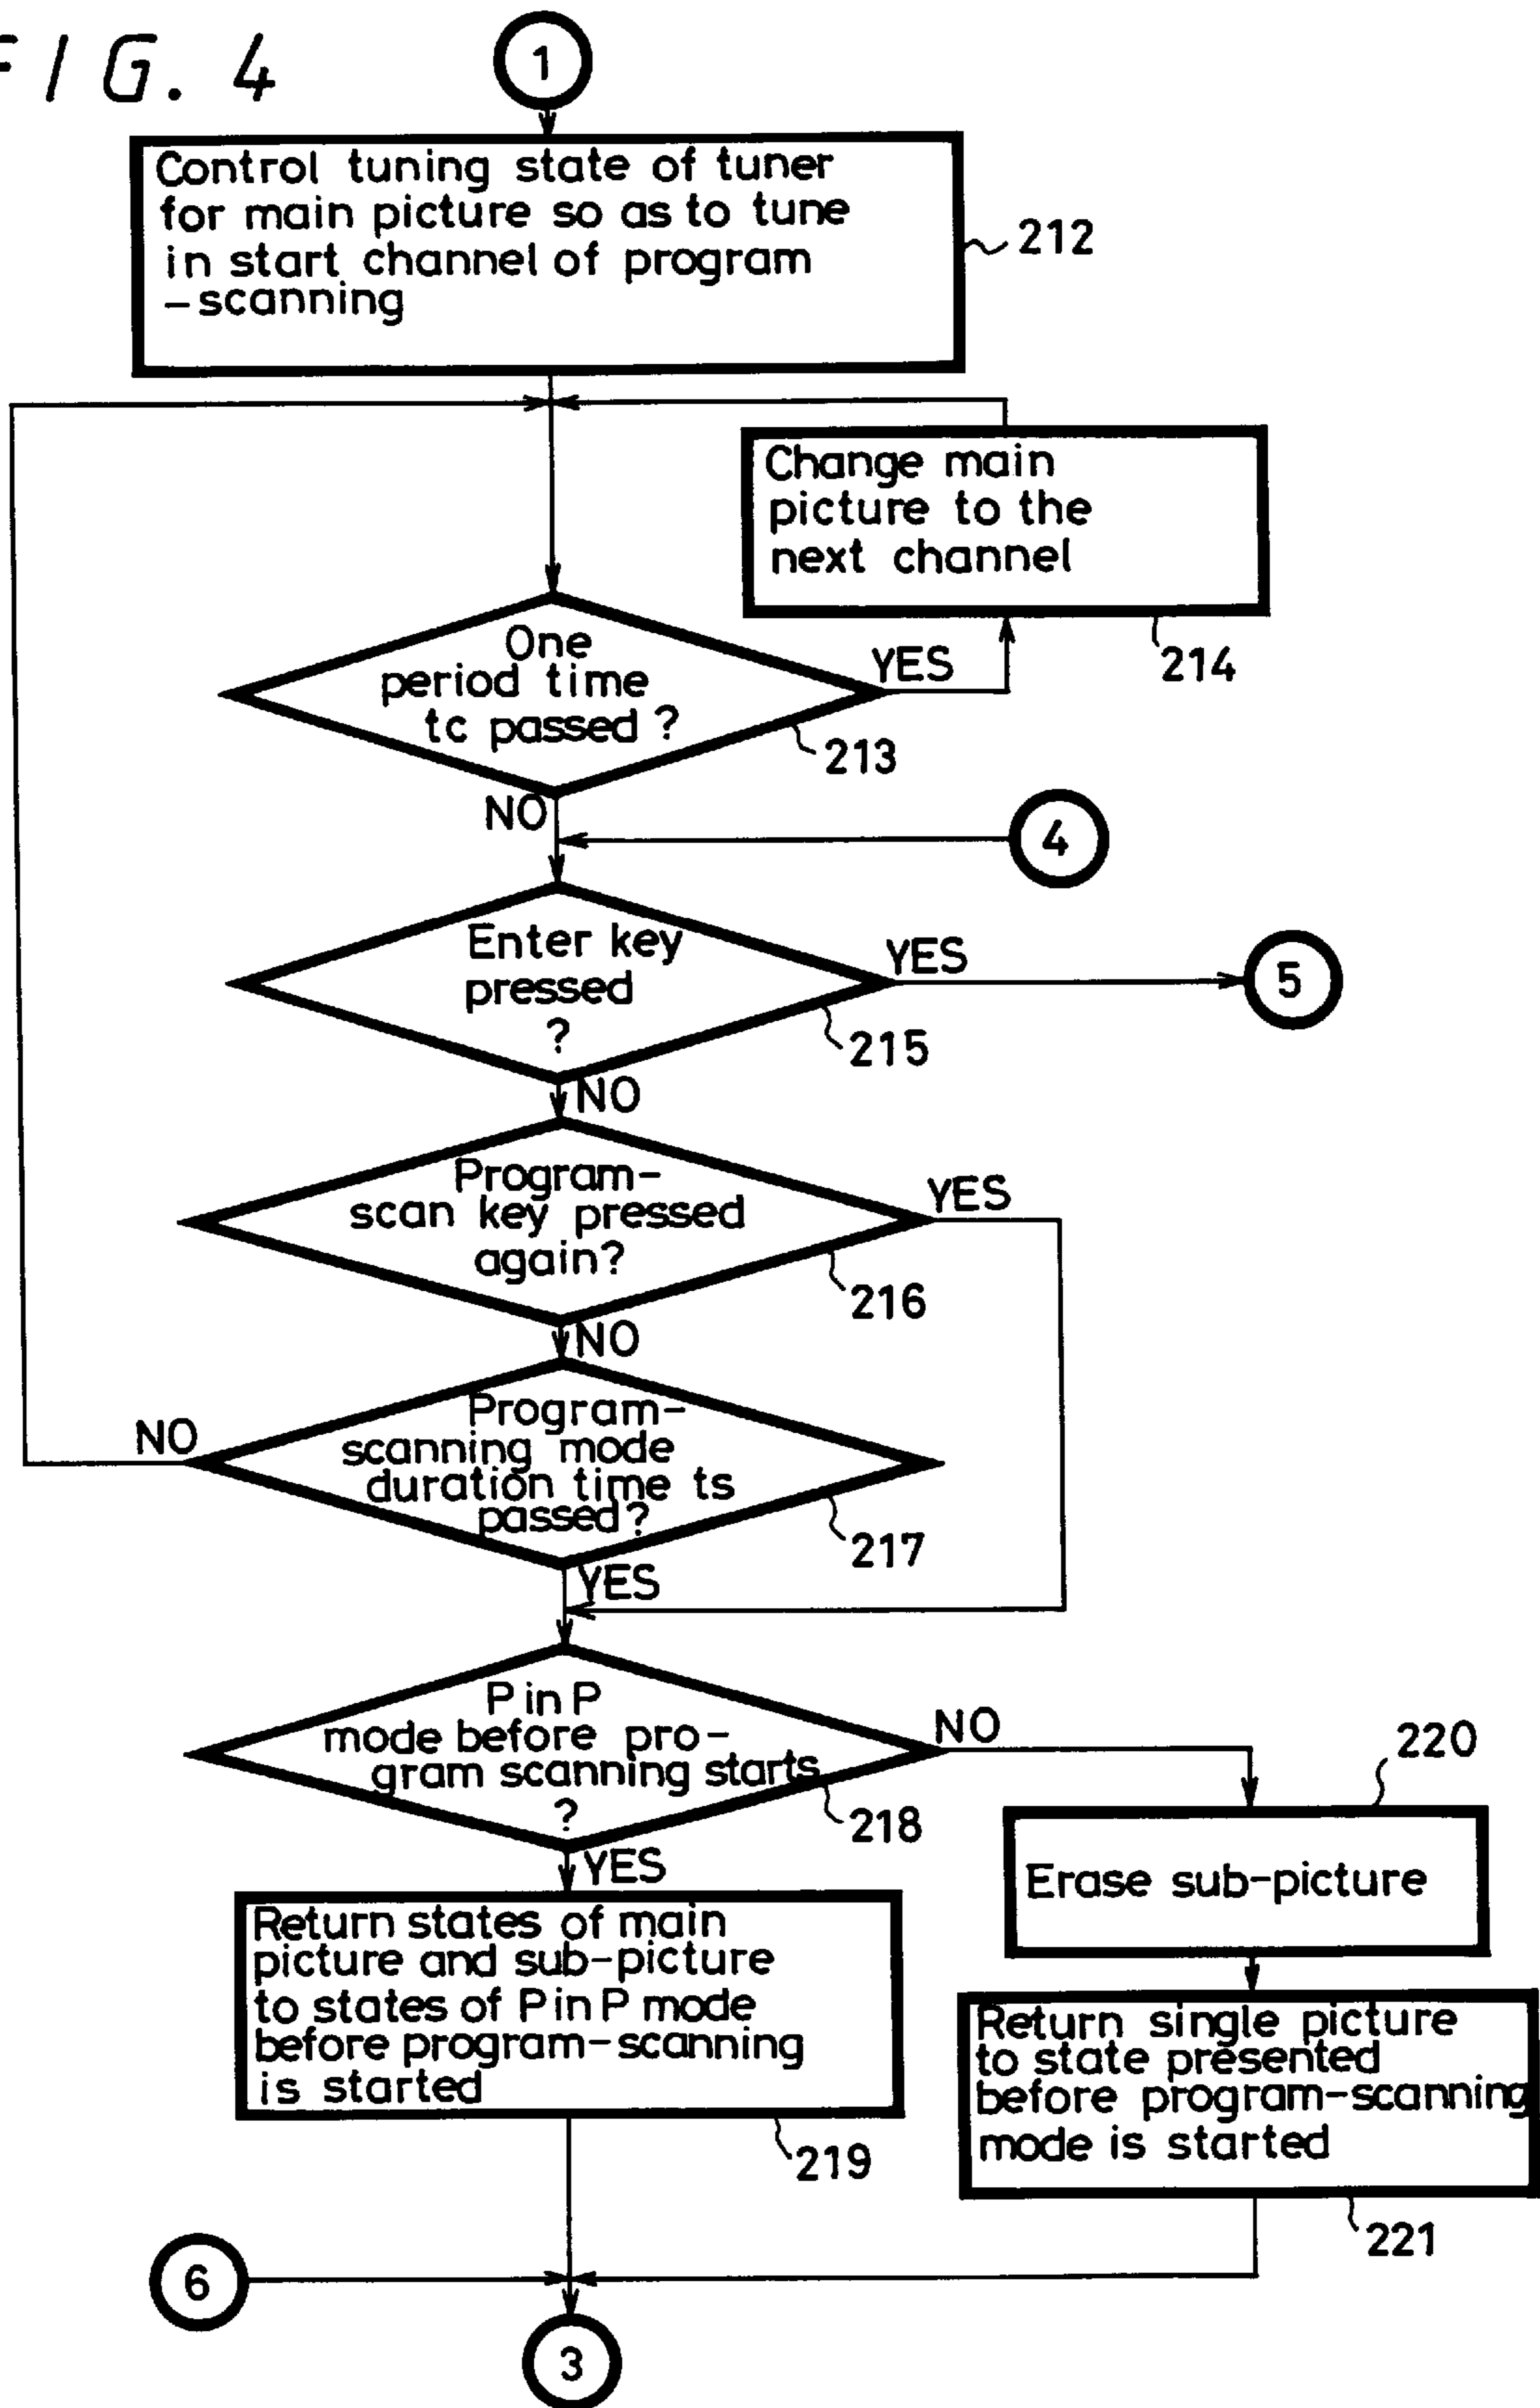 FIG. 4
1
Control tuning state of tuner
for main picture so as to tune
in start channel of program
-scanning
212
Change main
picture to the
next channel
214
One
period time
tc passed ?
YES
213
NO
4
Enter key
pressed
?
YES
5
215
NO
Program-
scan key pressed
again?
YES
216
NO
Program-
scanning mode
duration time ts
passed?
NO
217
YES
P in P
mode before pro-
gram scanning starts
?
NO
218
220
YES
Erase sub-picture
Return states of main
picture and sub-picture
to states of P in P mode
before program-scanning
is started
219
Return single picture
to state presented
before program-scanning
mode is started
221
6
3